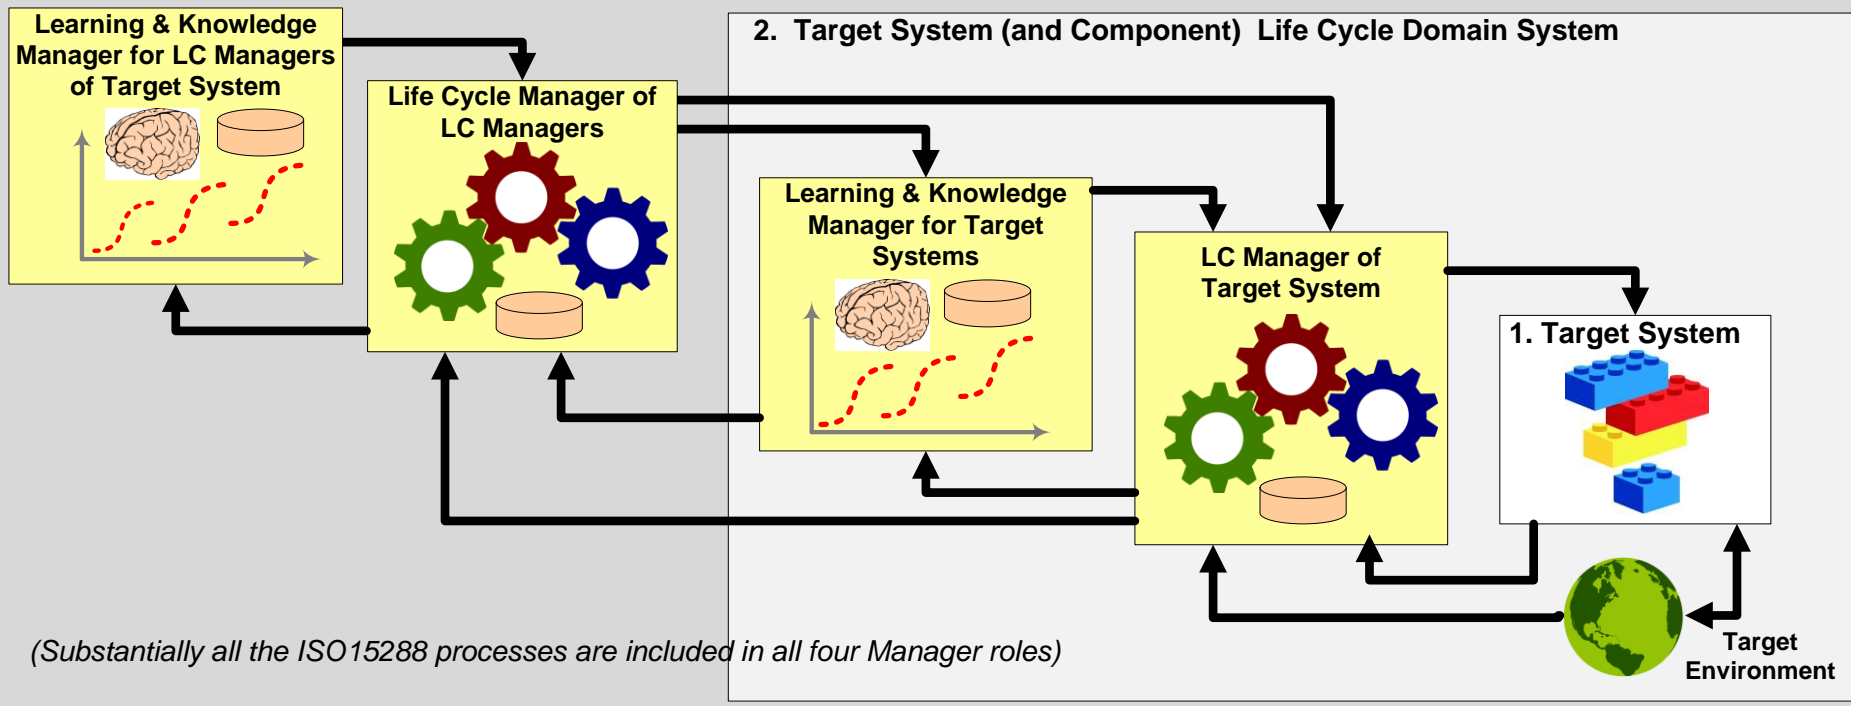 Learning & Knowledge
Manager for LC Managers
of Target System
2.  Target System (and Component)  Life Cycle Domain System
Life Cycle Manager of
LC Managers
Learning & Knowledge
Manager for Target
Systems
LC Manager of
Target System
1. Target System
Target
Environment
(Substantially all the ISO15288 processes are included in all four Manager roles)